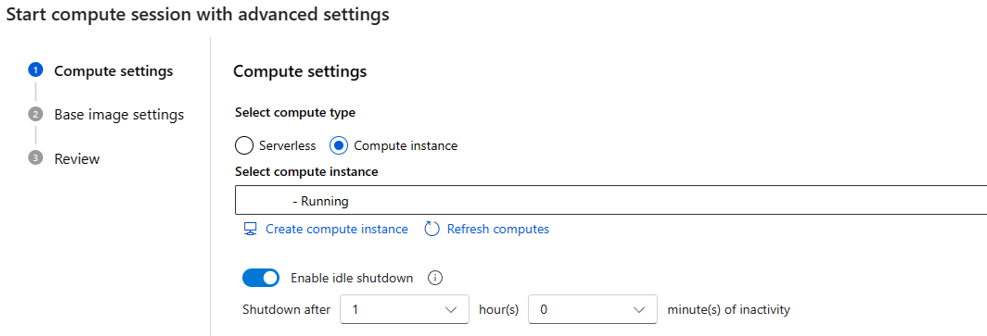 Start compute session with advanced settings
1 Compute settings
2 Base image settings
3 Review
Compute settings
Select compute type
Serverless Compute instance
Select compute instance
- Running
Create compute instance Refresh computes
Enable idle shutdown
Shutdown after 1 hour(s) 0 minute(s) of inactivity